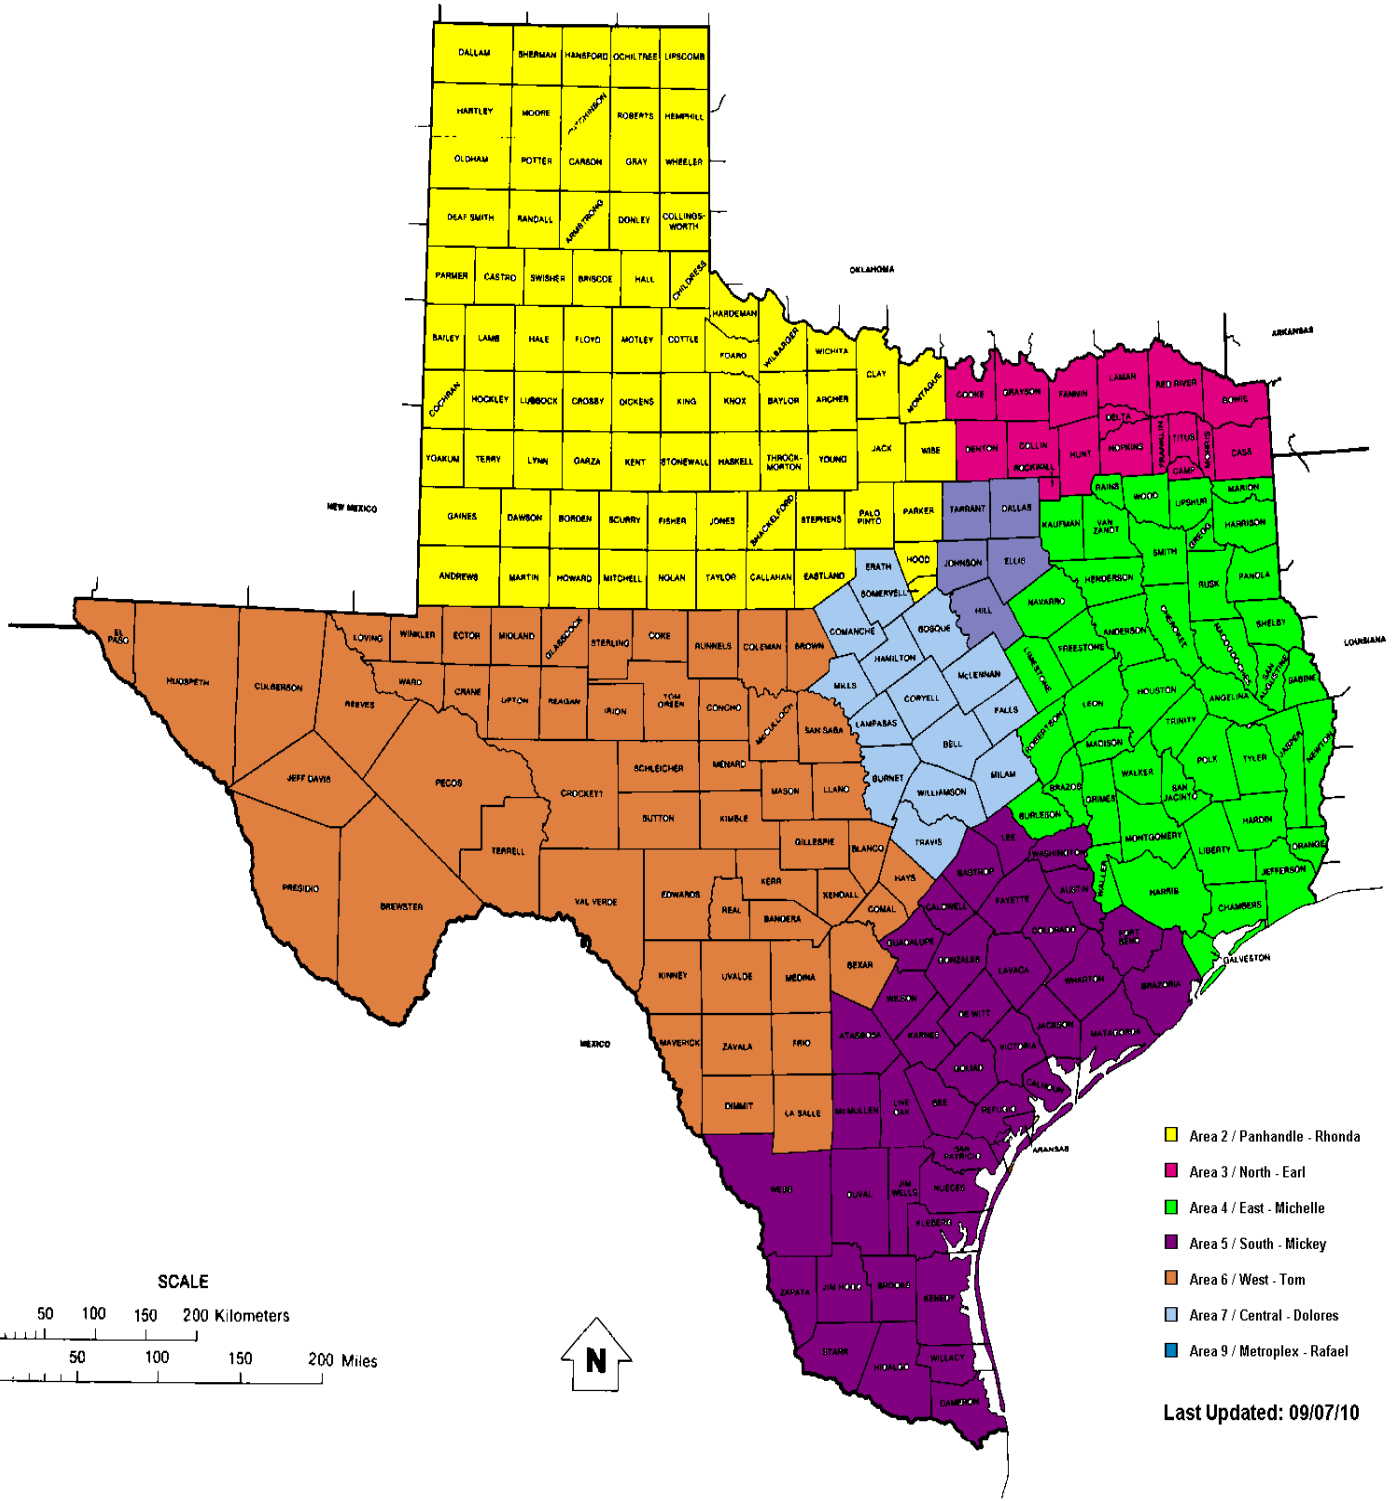 DALLAM SHERMAN HANSFORD OCHILTREE LIPSCOMB
HARTLEY MOORE HUTCHINSON ROBERTS HEMPHILL
OLDHAM POTTER CARSON GRAY WHEELER
DEAF SMITH RANDALL ARMSTRONG DONLEY COLLINGS-
WORTH
PARMER CASTRO SWISHER BRISCOE HALL CHILDRESS
OKLAHOMA
HARDEMAN
ARKANSAS
BAILEY LAMB HALE FLOYD MOTLEY COTTLE FOARD WILBARGER WICHITA
CLAY MONTAGUE COOKE GRAYSON FANNIN LAMAR RED RIVER BOWIE
COCHRAN HOCKLEY LUBBOCK CROSBY DICKENS KING KNOX BAYLOR ARCHER
DELTA
YOAKUM TERRY LYNN GARZA KENT STONEWALL HASKELL THROCK-
MORTON YOUNG JACK WISE DENTON COLLIN ROCKWALL HUNT HOPKINS FRANKLIN TITUS CAMP MORRIS CASS
NEW MEXICO
GAINES DAWSON BORDEN SCURRY FISHER JONES SHACKELFORD STEPHENS PALO
PINTO PARKER TARRANT DALLAS KAUFMAN RAINS VAN
ZANDT WOOD UPSHUR MARION GREGG HARRISON
ANDREWS MARTIN HOWARD MITCHELL NOLAN TAYLOR CALLAHAN EASTLAND ERATH HOOD JOHNSON ELLIS HENDERSON SMITH RUSK PANOLA
SOMERVELL HILL NAVARRO
EL
PASO HUDSPETH CULBERSON LOVING WINKLER ECTOR MIDLAND GLASSCOCK STERLING COKE RUNNELS COLEMAN BROWN COMANCHE BOSQUE ANDERSON CHEROKEE NACOGDOCHES SHELBY
LOUISIANA
HAMILTON LIMESTONE FREESTONE SAN
AUGUSTINE SABINE
REEVES WARD CRANE UPTON REAGAN IRION TOM
GREEN CONCHO McCULLOCH SAN SABA MILLS CORYELL McLENNAN FALLS LEON HOUSTON ANGELINA
LAMPASAS BELL ROBERTSON MADISON TRINITY POLK TYLER JASPER NEWTON
JEFF DAVIS PECOS CROCKETT SCHLEICHER MENARD MASON LLANO BURNET WILLIAMSON MILAM BRAZOS GRIMES WALKER SAN
JACINTO
SUTTON KIMBLE BURLESON HARDIN
TERRELL GILLESPIE BLANCO TRAVIS LEE WASHINGTON MONTGOMERY LIBERTY ORANGE
PRESIDIO BREWSTER VAL VERDE EDWARDS KERR REAL BANDERA KENDALL HAYS COMAL BASTROP CALDWELL FAYETTE AUSTIN WALLER HARRIS JEFFERSON
CHAMBERS
BEXAR GUADALUPE GONZALES COLORADO FORT
BEND
GALVESTON
KINNEY UVALDE MEDINA WILSON LAVACA WHARTON BRAZORIA
MEXICO
MAVERICK ZAVALA FRIO ATASCOSA KARNES DE WITT VICTORIA JACKSON MATAGORDA
GOLIAD CALHOUN
DIMMIT LA SALLE McMULLEN LIVE
OAK BEE REFUGIO
SAN
PATRICIO ARANSAS
WEBB DUVAL JIM
WELLS NUECES
KLEBERG
ZAPATA JIM HOGG BROOKS KENEDY
STARR HIDALGO WILLACY
CAMERON
Area 2 / Panhandle - Rhonda
Area 3 / North - Earl
Area 4 / East - Michelle
Area 5 / South - Mickey
Area 6 / West - Tom
Area 7 / Central - Dolores
Area 9 / Metroplex - Rafael
Last Updated: 09/07/10
SCALE
50 100 150 200 Kilometers
50 100 150 200 Miles
N